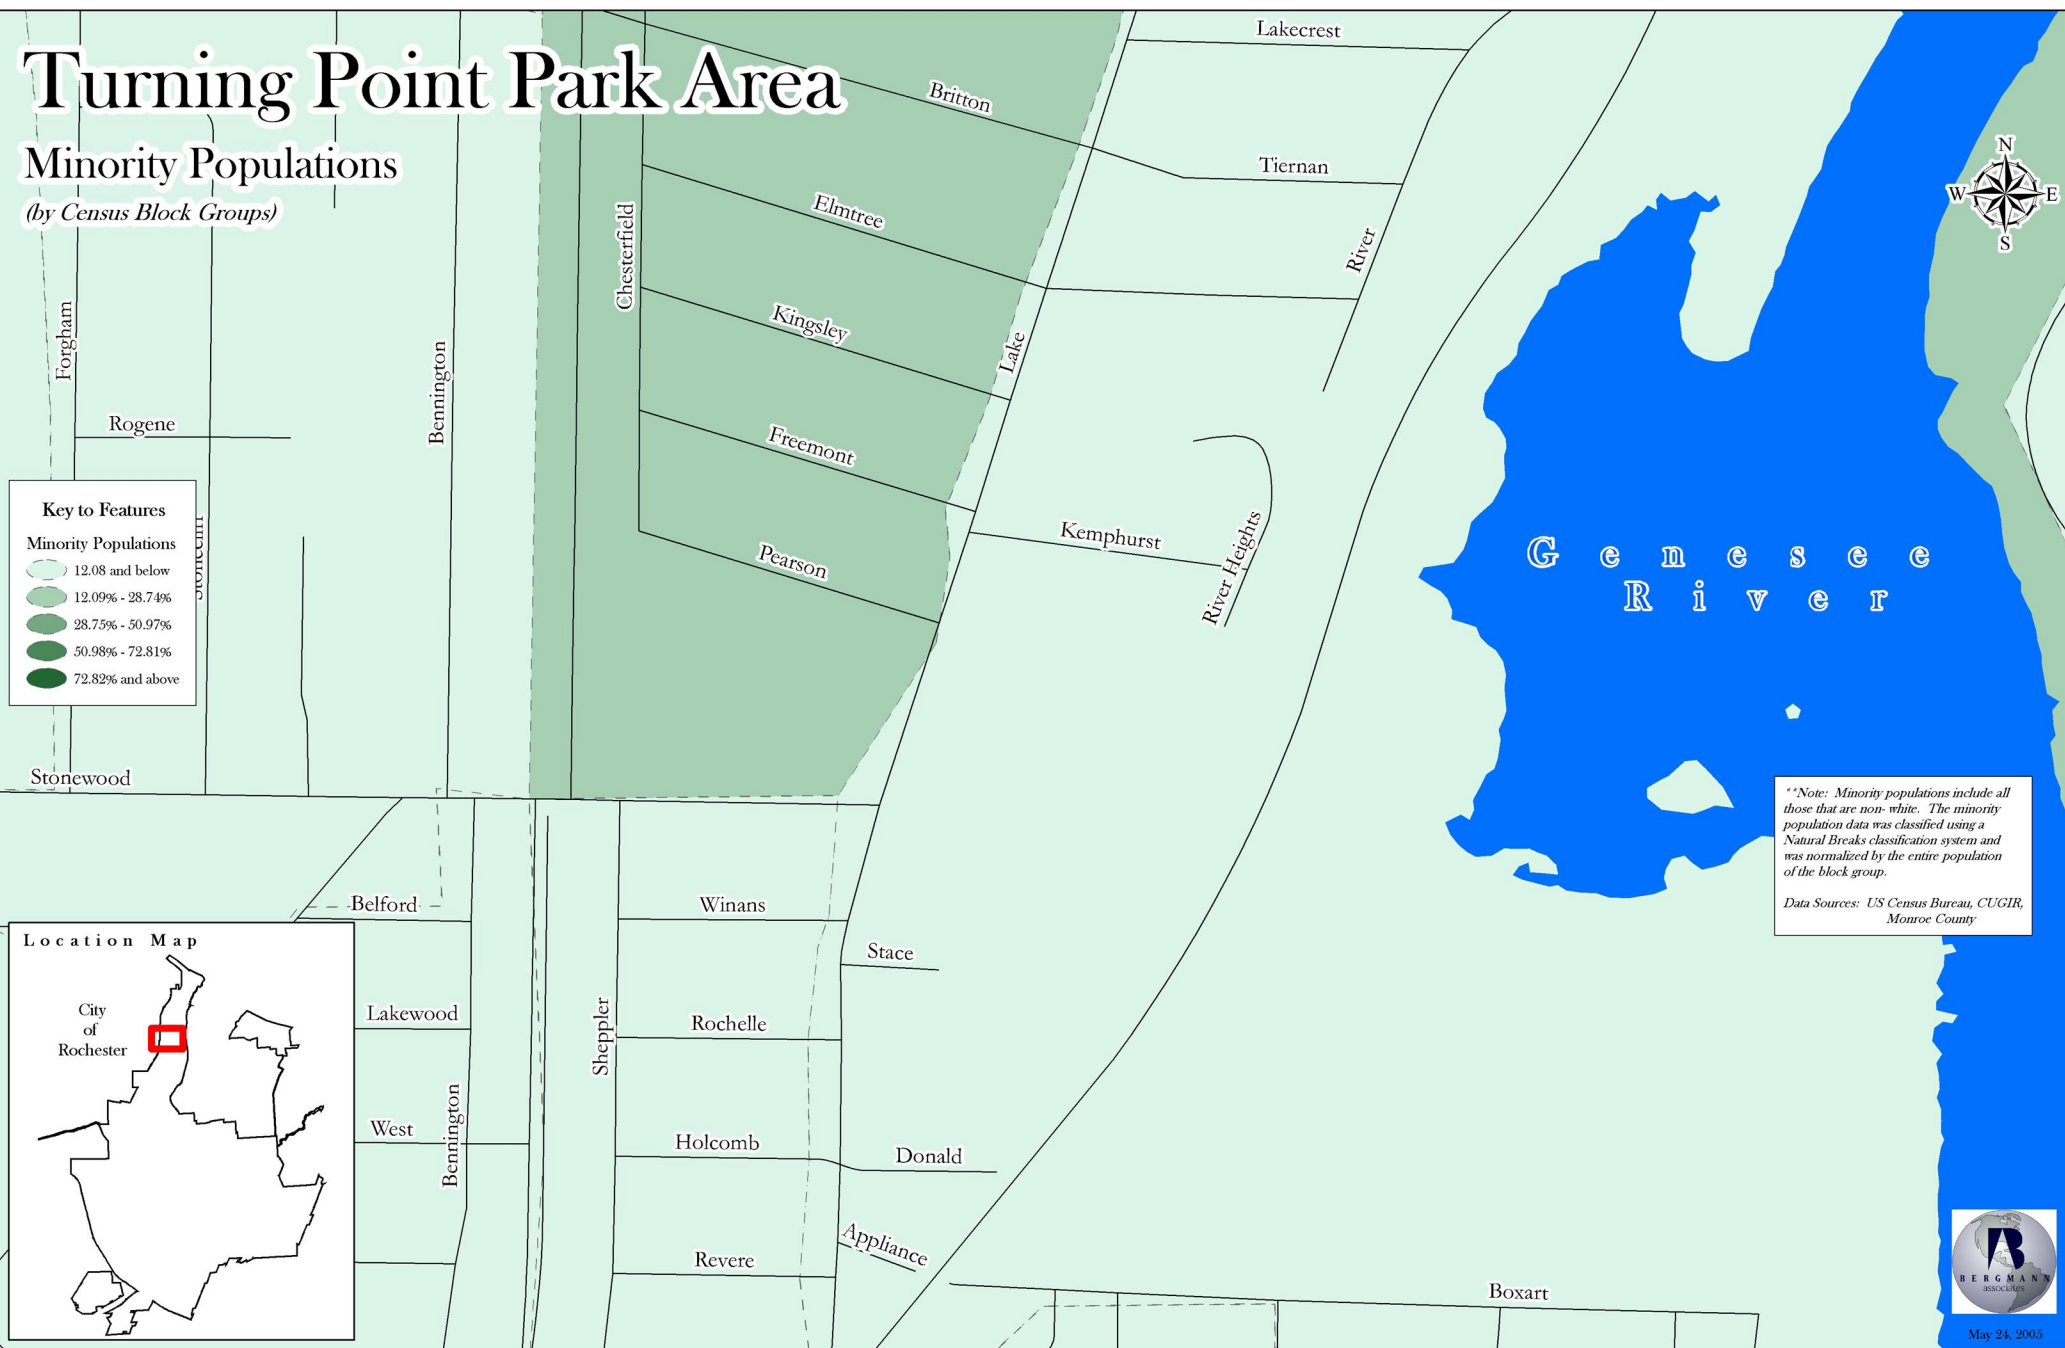 Turning Point Park Area
Minority Populations
(by Census Block Groups)
Lakecrest
Britton
Tiernan
N
W
E
S
Elmtree
Chesterfield
River
Forgham
Kingsley
Lake
Bennington
Rogene
Freemont
Key to Features
Minority Populations
12.08 and below
12.09% - 28.74%
28.75% - 50.97%
50.98% - 72.81%
72.82% and above
Kemphurst
River Heights
Pearson
Genesee
River
Stonewood
**Note: Minority populations include all
those that are non-white. The minority
population data was classified using a
Natural Breaks classification system and
was normalized by the entire population
of the block group.
Data Sources: US Census Bureau, CUGIR,
Monroe County
Belford
Winans
Location Map
City
of
Rochester
Stace
Lakewood
Sheppler
Rochelle
West
Bennington
Holcomb
Donald
Appliance
Revere
Boxart
BERGMANN
associates
May 24, 2005